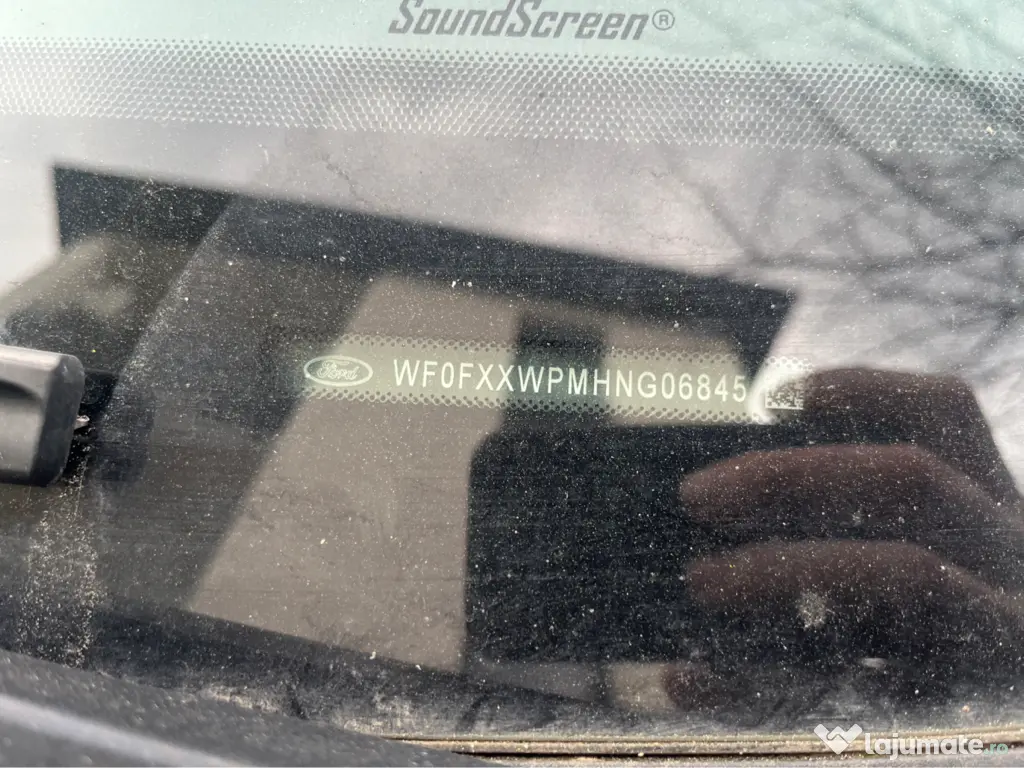 SoundScreen®
Ford WF0FXXWPMHNG06845
lajumate.ro